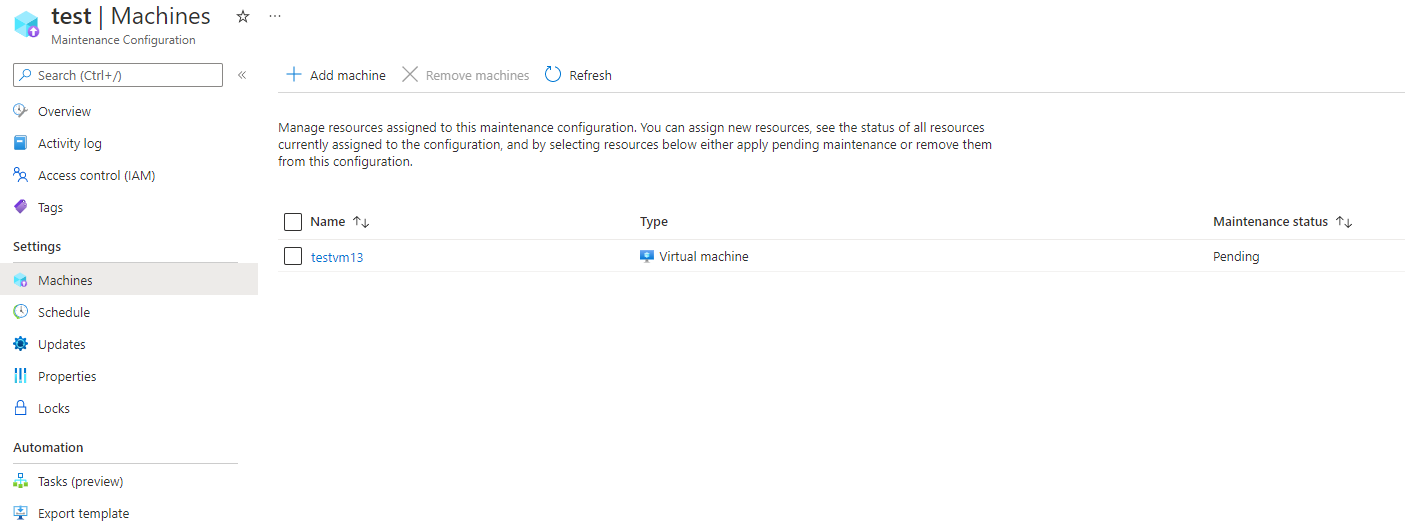 test | Machines
Maintenance Configuration
Search (Ctrl+/)
Overview
Activity log
Access control (IAM)
Tags
Settings
Machines
Schedule
Updates
Properties
Locks
Automation
Tasks (preview)
Export template
Add machine
Remove machines
Refresh
Manage resources assigned to this maintenance configuration. You can assign new resources, see the status of all resources
currently assigned to the configuration, and by selecting resources below either apply pending maintenance or remove them
from this configuration.
Name Type Maintenance status
testvm13 Virtual machine Pending